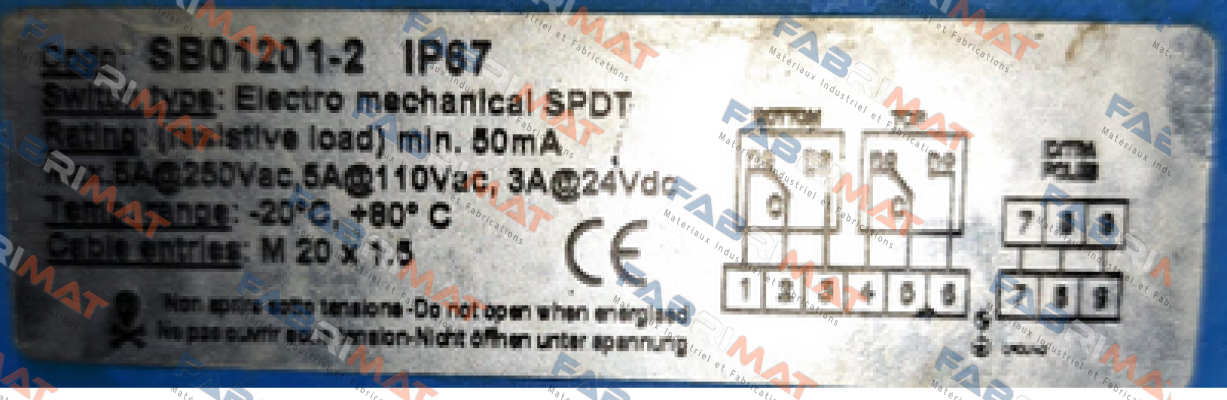 Code: SB01201-2 IP67
Switch type: Electro mechanical SPDT
Rating: (resistive load) min. 50mA
5A@250Vac, 5A@110Vac, 3A@24Vdc
Temp. range: -20°C, +80° C
Cable entries: M 20 x 1.5
CE
Non aprire sotto tensione -Do not open when energised
Ne pas ouvrir sous tension-Nicht öffnen unter spannung
BOTTOM TOP
C C
1 2 3 4 5 6
EXTRA
POLES
7 8 9
7 8 9
GROUND
FABRIMAT
Matériaux Industriel et Fabrications